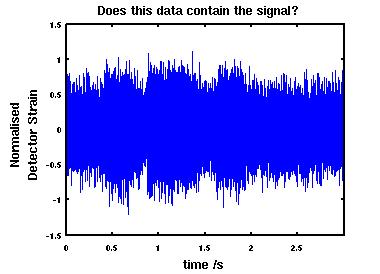 Does this data contain the signal?
1.5
1
0.5
0
-0.5
-1
-1.5
Normalised
Detector Strain
0 0.5 1 1.5 2 2.5
time /s